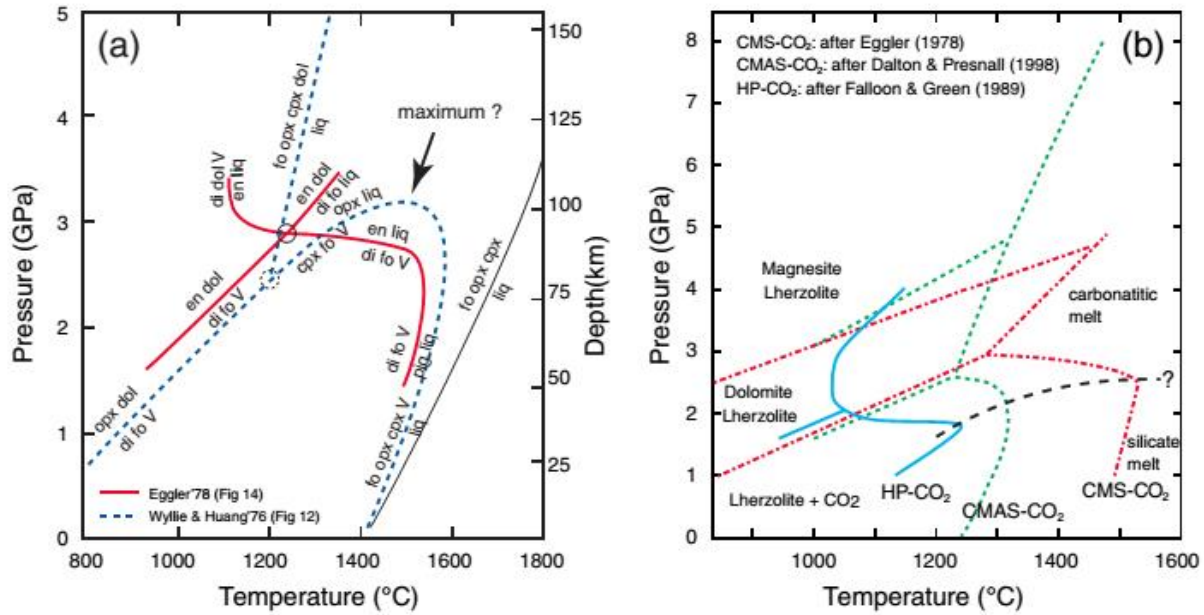 (a)
5
4
3
2
1
0
Pressure (GPa)
800
1000
1200
1400
1600
1800
Temperature (°C)
150
125
100
75
50
25
Depth(km)
maximum ?
fo opx cpx dol
liq
di dol V
en liq
en dol
di fo liq
opx liq
cpx fo V
en liq
di fo V
en dol
di fo V
opx dol
di fo V
di fo V
pig liq
fo opx cpx V
liq
fo opx cpx
liq
Eggler'78 (Fig 14)
Wyllie & Huang'76 (Fig 12)
(b)
CMS-CO₂: after Eggler (1978)
CMAS-CO₂: after Dalton & Presnall (1998)
HP-CO₂: after Falloon & Green (1989)
8
7
6
5
4
3
2
1
0
Pressure (GPa)
Magnesite
Lherzolite
carbonatitic
melt
Dolomite
Lherzolite
?
silicate
melt
Lherzolite + CO2
HP-CO₂
CMAS-CO₂
CMS-CO₂
1000
1200
1400
1600
Temperature (°C)